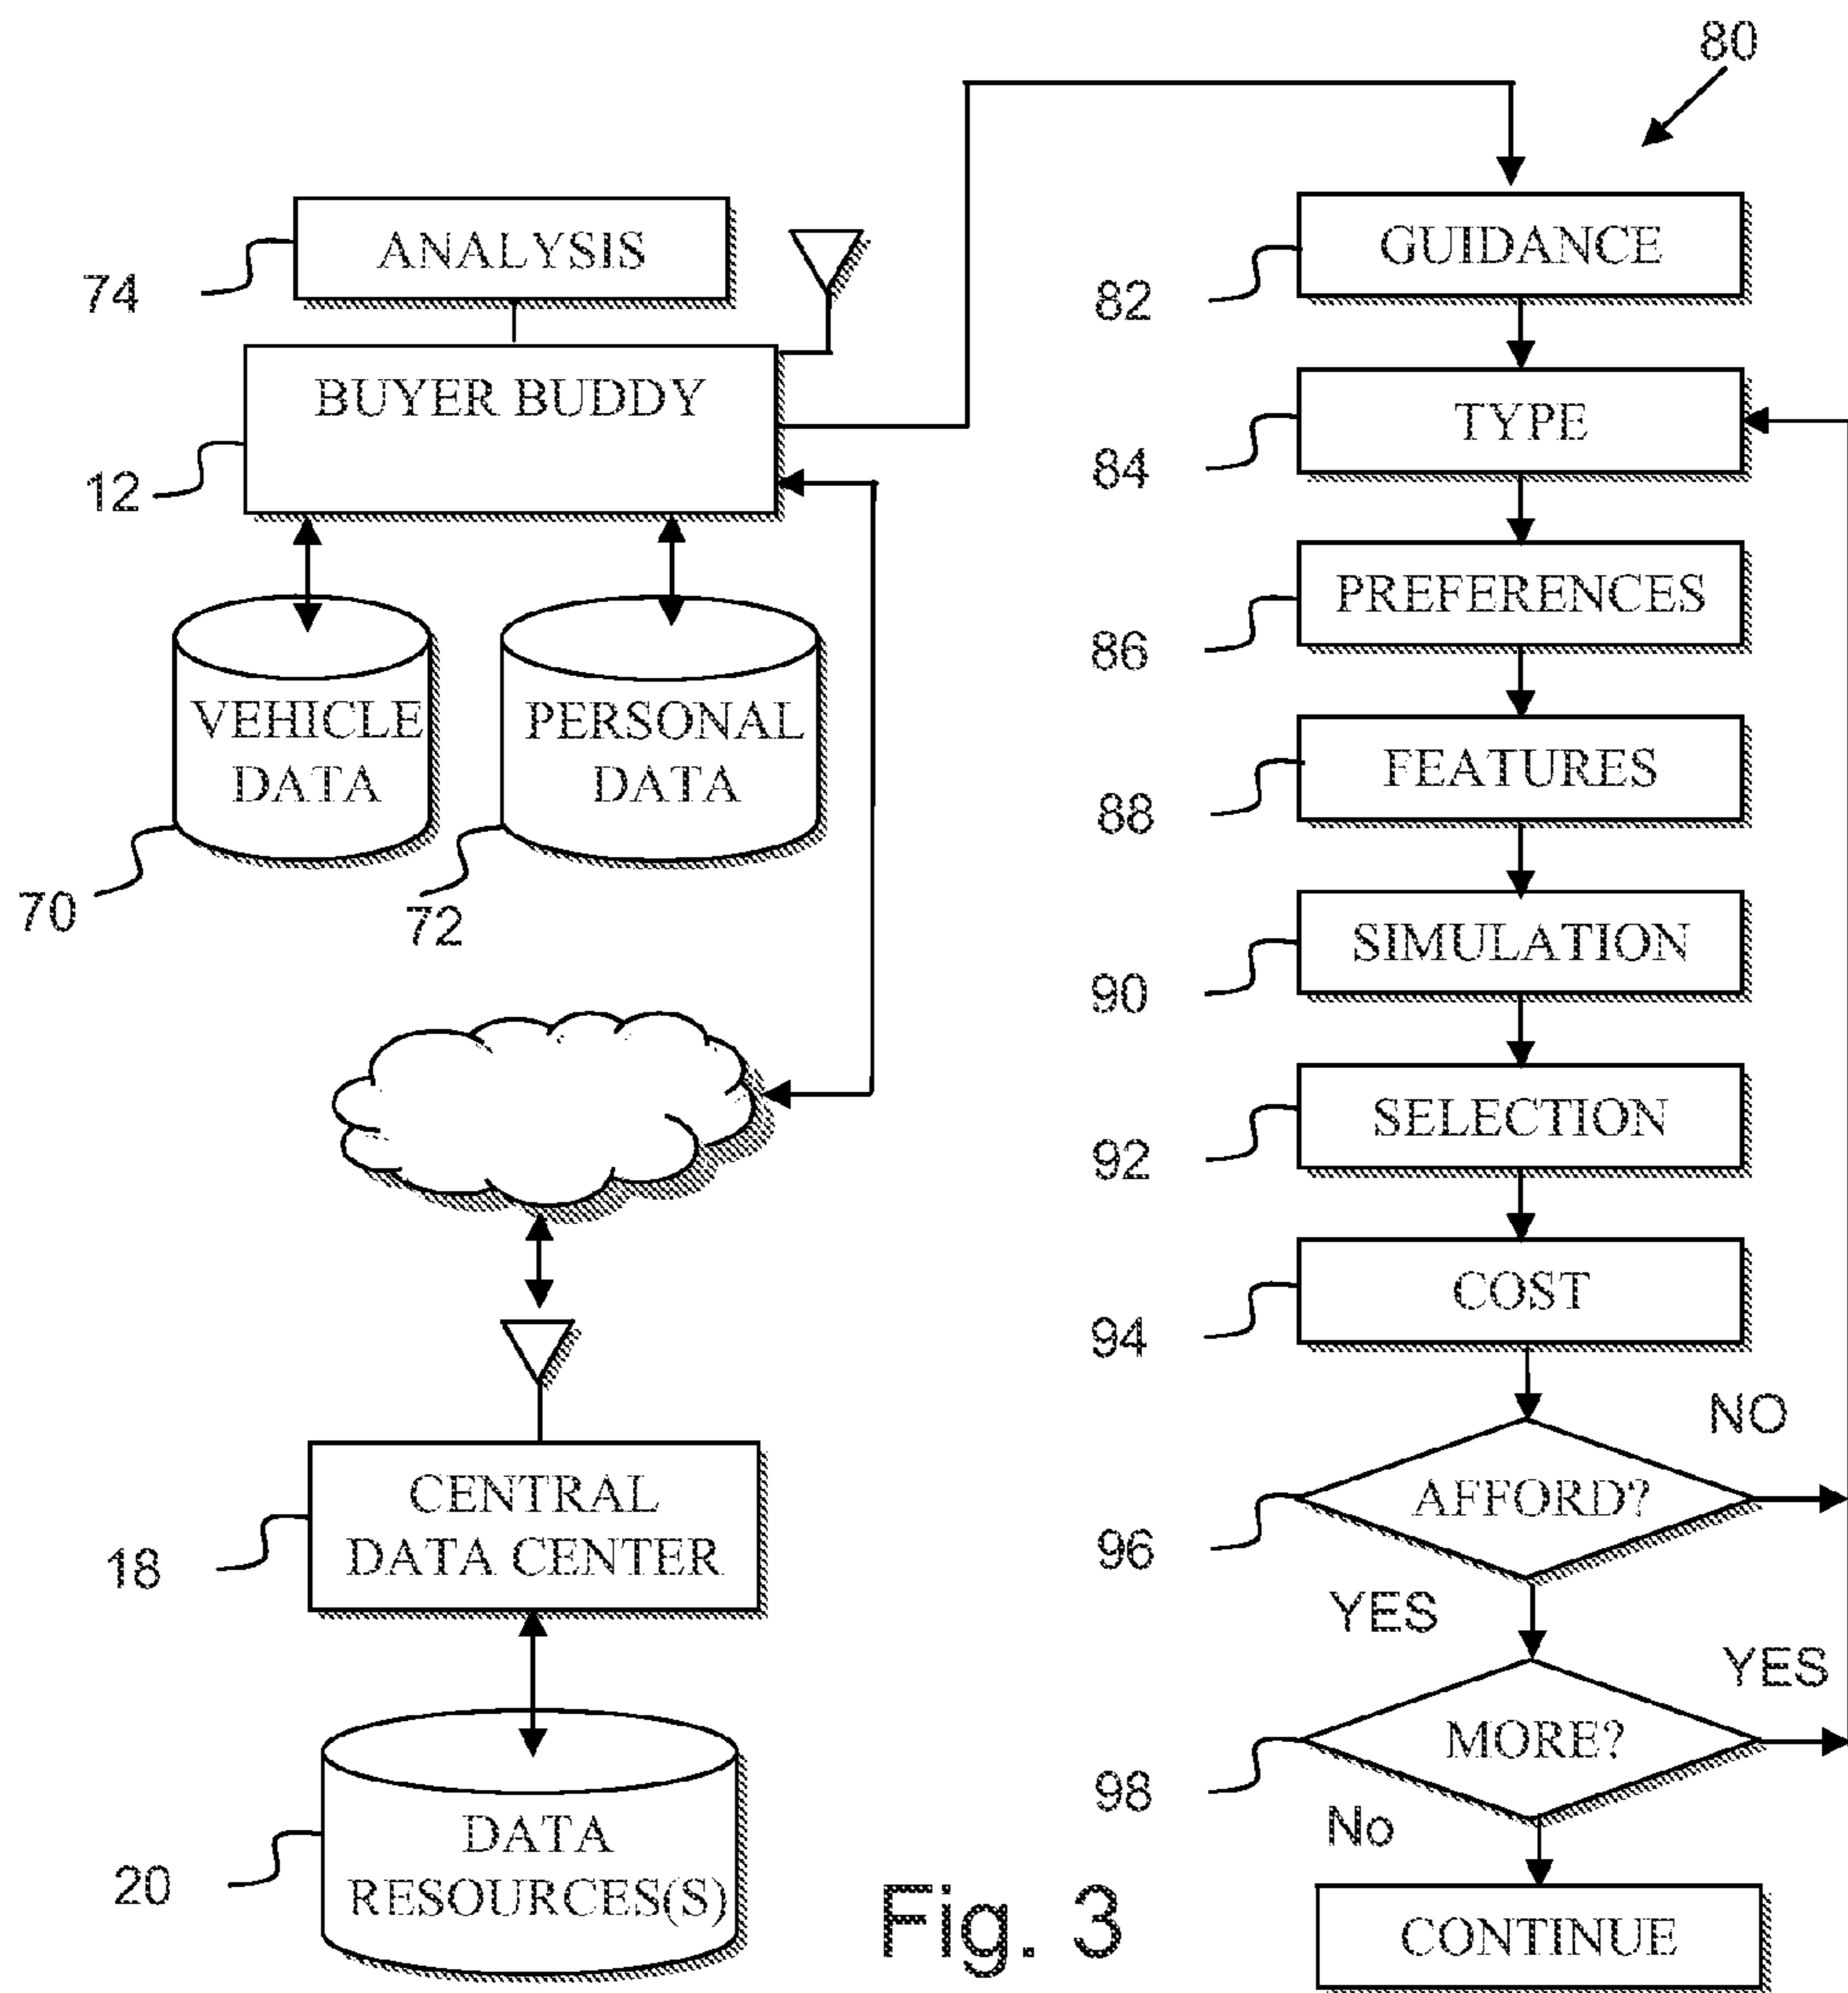 80
ANALYSIS
74
BUYER BUDDY
12
VEHICLE
DATA
70
PERSONAL
DATA
72
CENTRAL
DATA CENTER
18
DATA
RESOURCES(S)
20
GUIDANCE
82
TYPE
84
PREFERENCES
86
FEATURES
88
SIMULATION
90
SELECTION
92
COST
94
AFFORD?
96
NO
YES
MORE?
98
YES
No
CONTINUE
Fig. 3